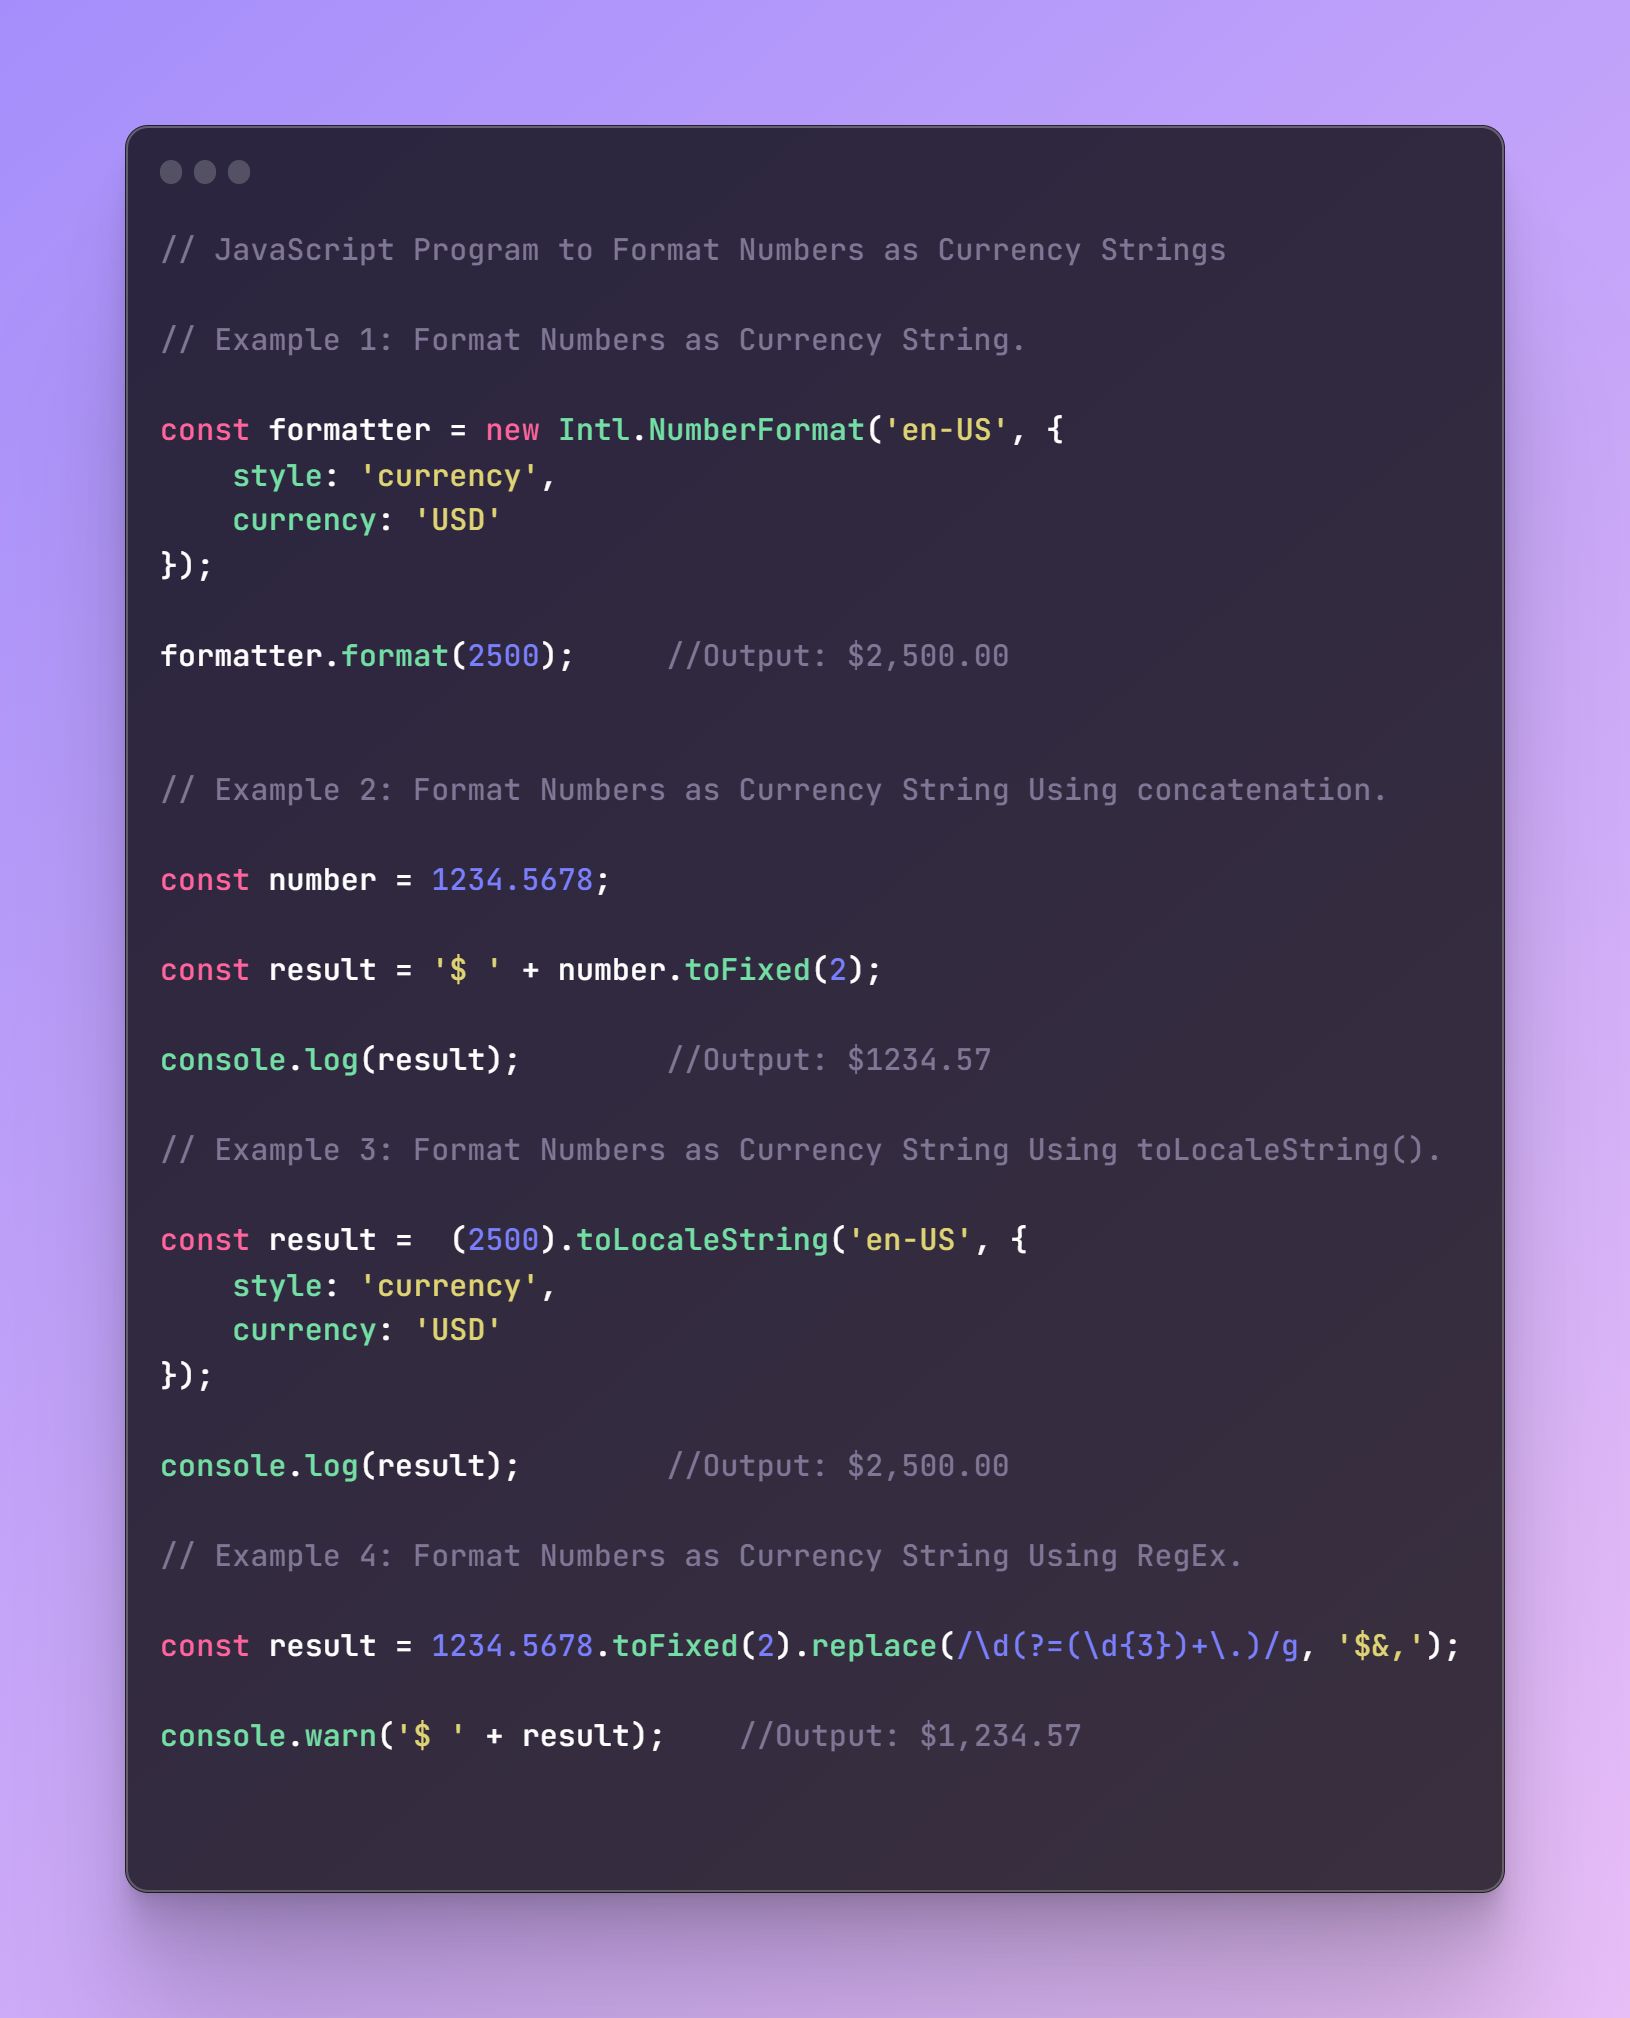 // JavaScript Program to Format Numbers as Currency Strings
// Example 1: Format Numbers as Currency String.
const formatter = new Intl.NumberFormat('en-US', {
    style: 'currency',
    currency: 'USD'
});
formatter.format(2500);     //Output: $2,500.00
// Example 2: Format Numbers as Currency String Using concatenation.
const number = 1234.5678;
const result = '$ ' + number.toFixed(2);
console.log(result);        //Output: $1234.57
// Example 3: Format Numbers as Currency String Using toLocaleString().
const result =  (2500).toLocaleString('en-US', {
    style: 'currency',
    currency: 'USD'
});
console.log(result);        //Output: $2,500.00
// Example 4: Format Numbers as Currency String Using RegEx.
const result = 1234.5678.toFixed(2).replace(/\d(?=(\d{3})+\.)/g, '$&,');
console.warn('$ ' + result);    //Output: $1,234.57